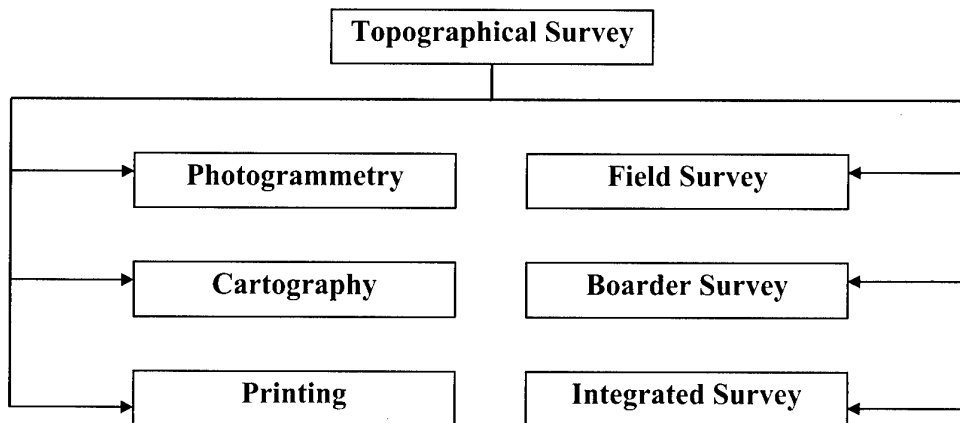 Topographical Survey
Photogrammetry
Field Survey
Cartography
Boarder Survey
Printing
Integrated Survey